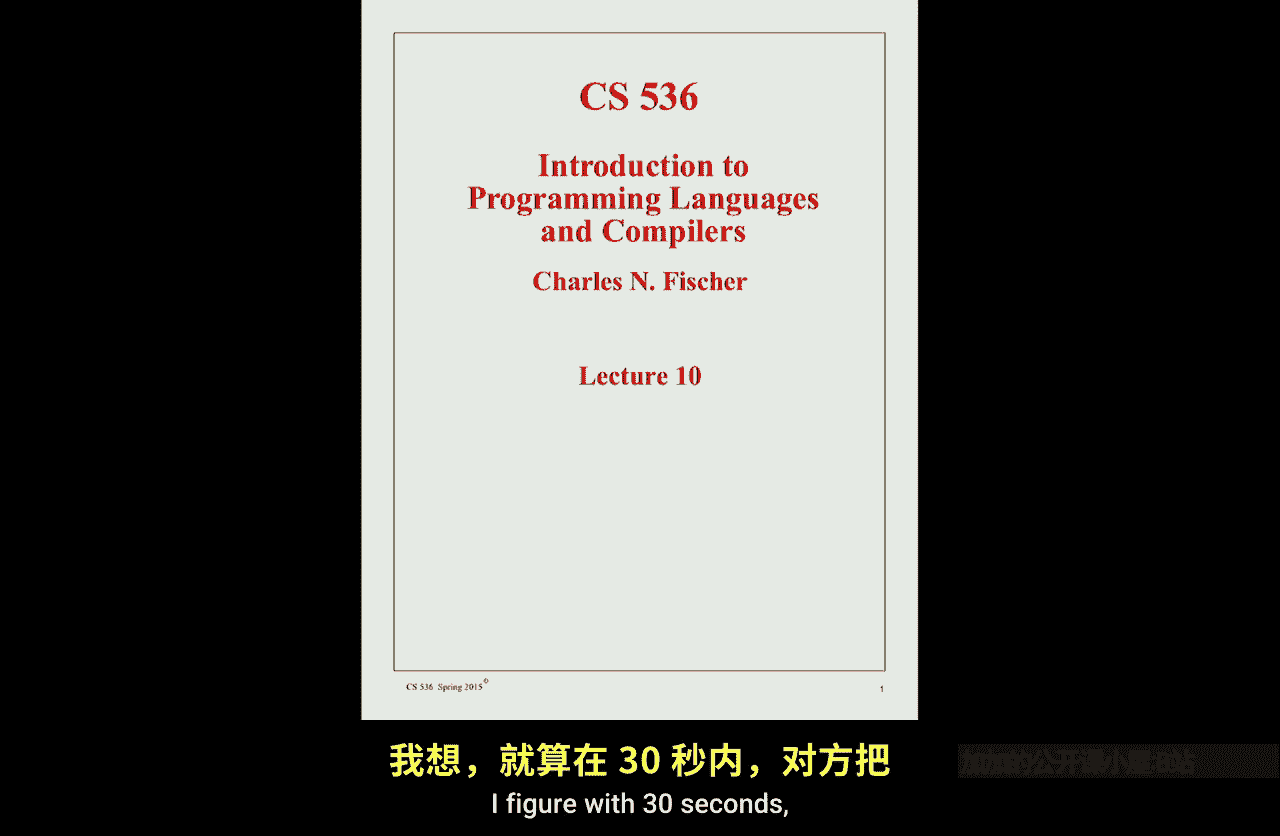 CS 536
Introduction to
Programming Languages
and Compilers
Charles N. Fischer
Lecture 10
CS 536 Spring 2015©
1
我想，就算在 30 秒内，对方把
I figure with 30 seconds,